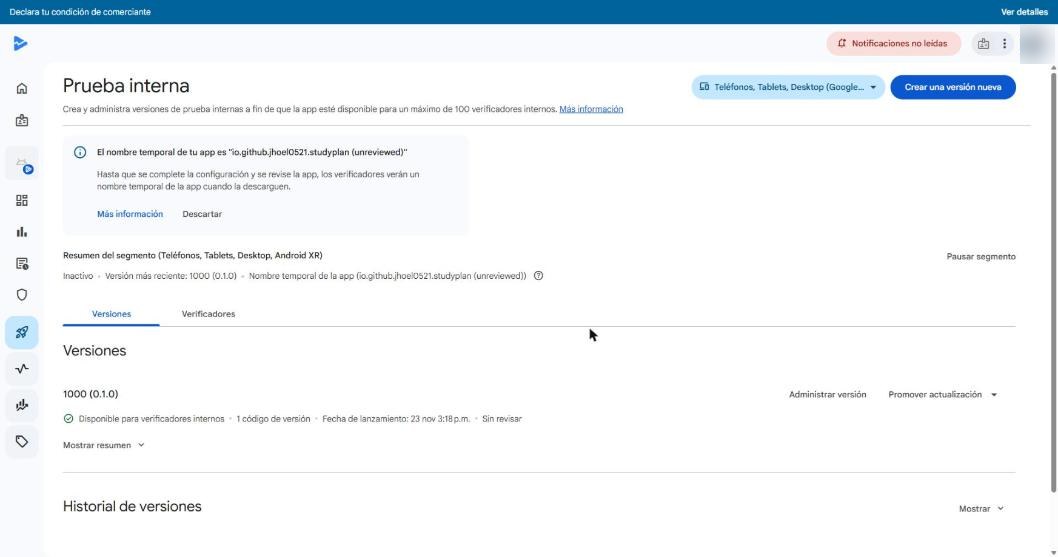 Declara tu condición de comerciante
Ver detalles
Notificaciones no leídas
Prueba interna
Teléfonos, Tablets, Desktop (Google...
Crear una versión nueva
Crea y administra versiones de prueba internas a fin de que la app esté disponible para un máximo de 100 verificadores internos. Más información
El nombre temporal de tu app es "io.github.jhoel0521.studyplan (unreviewed)"
Hasta que se complete la configuración y se revise la app, los verificadores verán un
nombre temporal de la app cuando la descarguen.
Más información Descartar
Resumen del segmento (Teléfonos, Tablets, Desktop, Android XR)
Pausar segmento
Inactivo · Versión más reciente: 1000 (0.1.0) · Nombre temporal de la app (io.github.jhoel0521.studyplan (unreviewed))
Versiones Verificadores
Versiones
1000 (0.1.0)
Administrar versión Promover actualización
Disponible para verificadores internos · 1 código de versión · Fecha de lanzamiento: 23 nov 3:18 p.m. · Sin revisar
Mostrar resumen
Historial de versiones
Mostrar